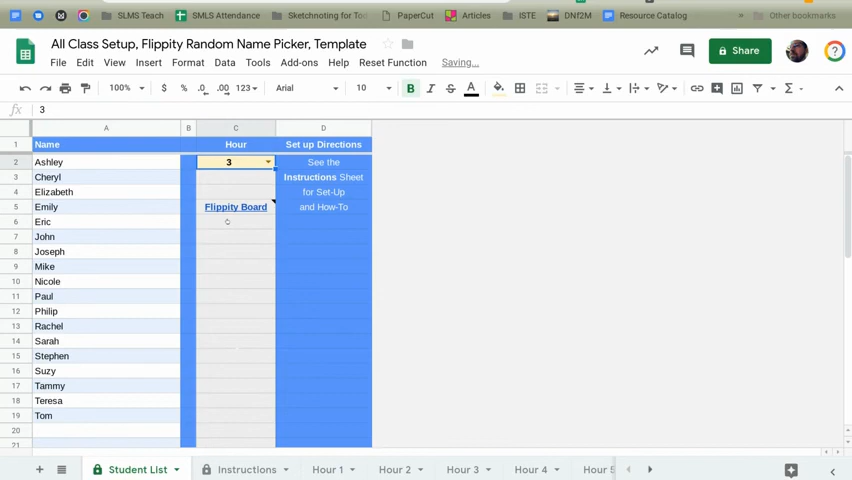 SLMS Teach SMLS Attendance Sketchnoting for To PaperCut Articles ISTE DNf2M Resource Catalog » Other bookmarks
All Class Setup, Flippity Random Name Picker, Template
File Edit View Insert Format Data Tools Add-ons Help Reset Function Saving...
Share
100% $ % .0 .00 123 Arial 10 B I S A
fx 3
A B C D
1 Name Hour Set up Directions
2 Ashley 3 See the
3 Cheryl Instructions Sheet
4 Elizabeth for Set-Up
5 Emily Flippity Board and How-To
6 Eric
7 John
8 Joseph
9 Mike
10 Nicole
11 Paul
12 Philip
13 Rachel
14 Sarah
15 Stephen
16 Suzy
17 Tammy
18 Teresa
19 Tom
20
21
+ Student List Instructions Hour 1 Hour 2 Hour 3 Hour 4 Hour 5